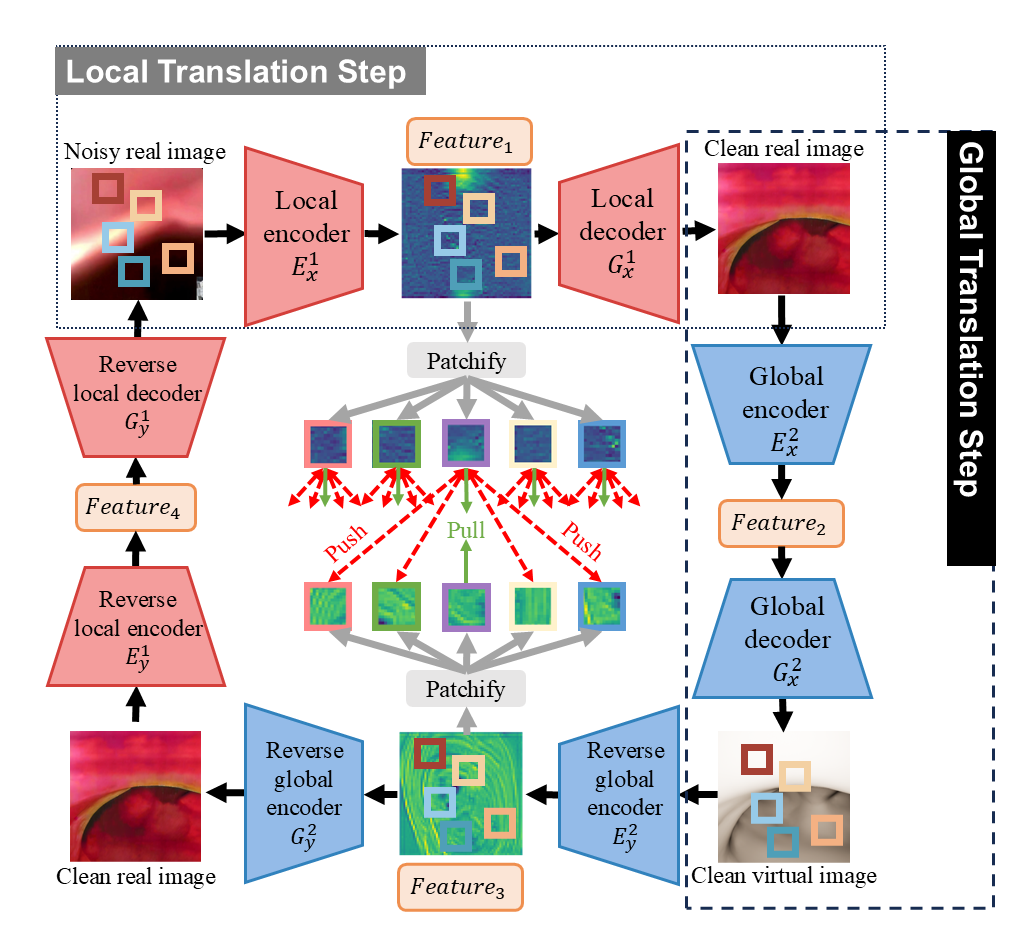 Local Translation Step
Global Translation Step
Noisy real image
Local
encoder
$E_x^1$
$Feature_1$
Local
decoder
$G_x^1$
Clean real image
Global
encoder
$E_x^2$
$Feature_2$
Global
decoder
$G_x^2$
Clean virtual image
Reverse
global
encoder
$E_y^2$
$Feature_3$
Reverse
global
encoder
$G_y^2$
Clean real image
Reverse
local encoder
$E_y^1$
$Feature_4$
Reverse
local decoder
$G_y^1$
Patchify
Push
Pull
Push
Patchify